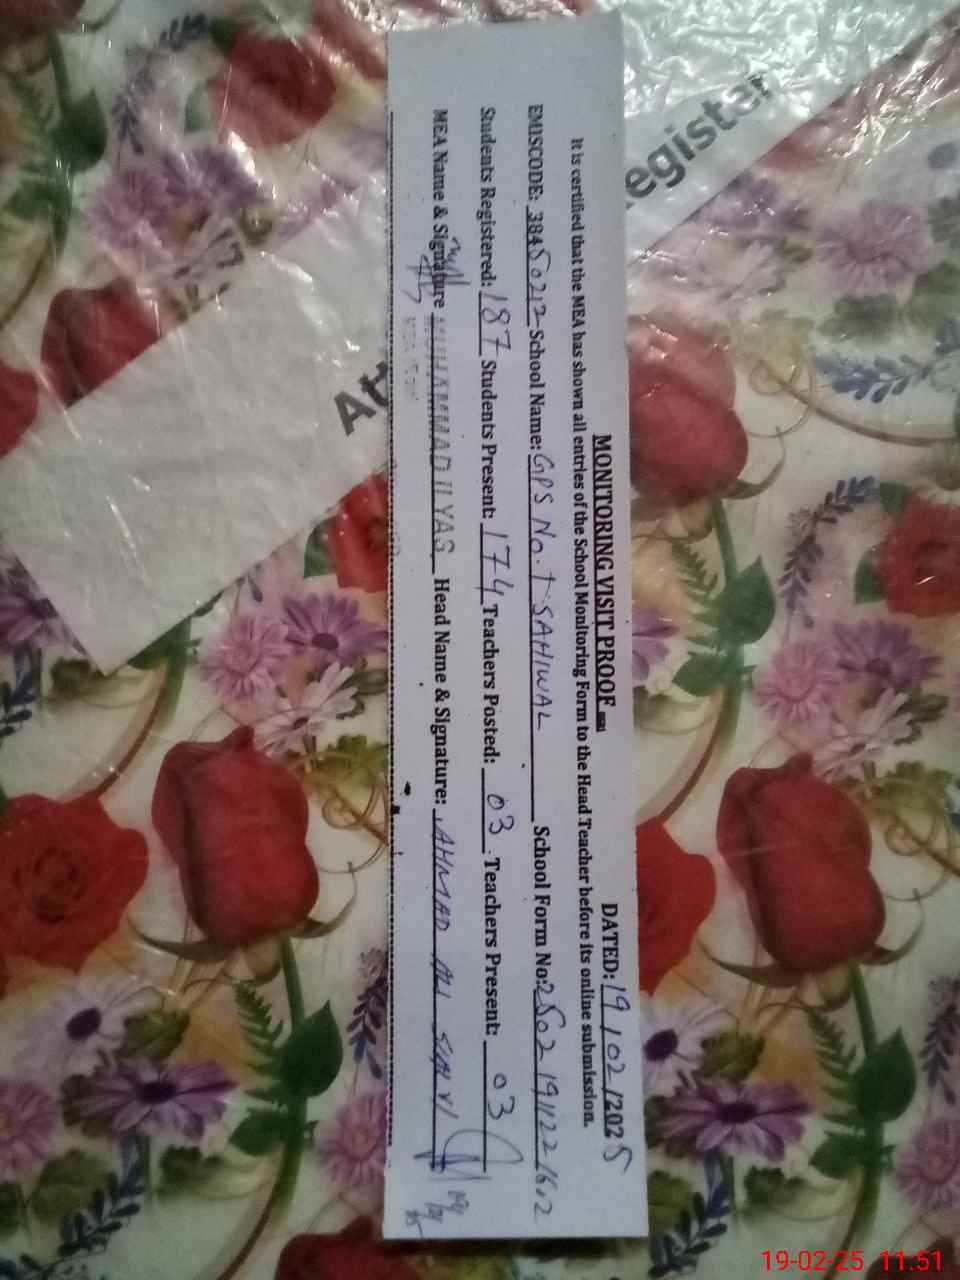 MONITORING VISIT PROOF
DATED: 19/02/2025
It is certified that the MEA has shown all entries of the School Monitoring Form to the Head Teacher before its online submission.
EMISCODE: 38450212 School Name: GPS No. 1 SAHIWAL School Form No: 2502191122
Students Registered: 187 Students Present: 174 Teachers Posted: 03 Teachers Present: 03
MEA Name & Signature MUHAMMAD ILYAS Head Name & Signature: AHMAD ALI
Register
At
19-02-25 11.51